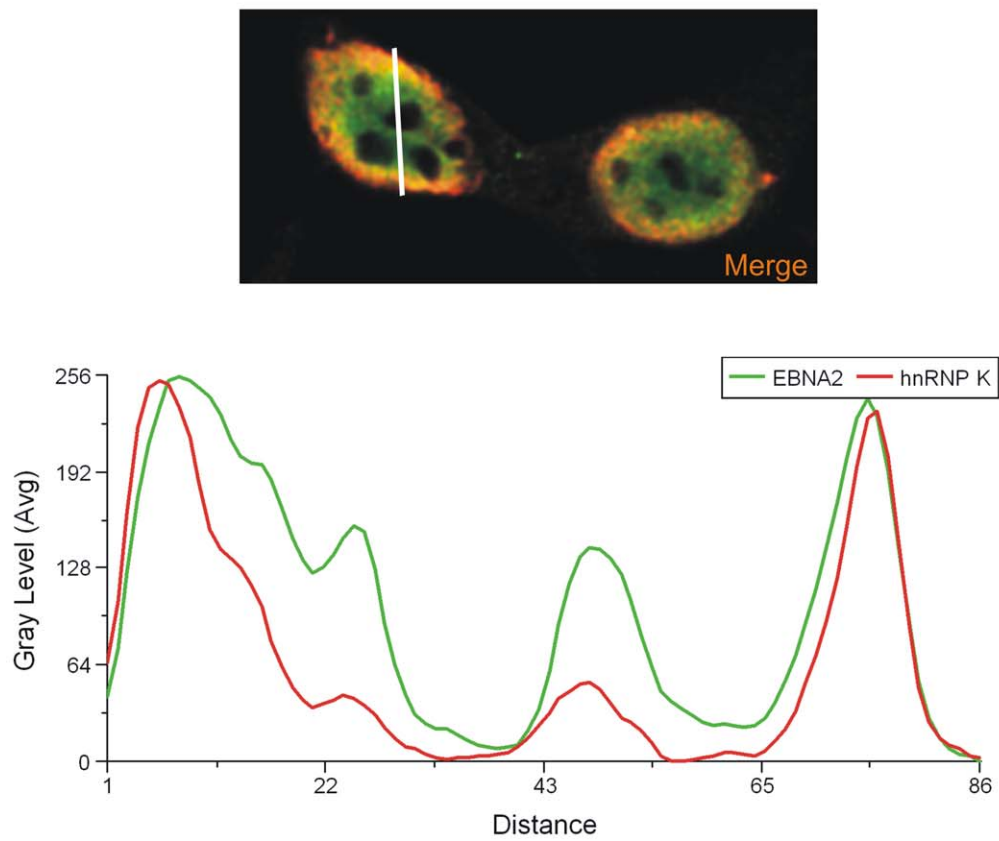 Merge
EBNA2 hnRNP K
256
192
128
64
0
Gray Level (Avg)
1 22 43 65 86
Distance